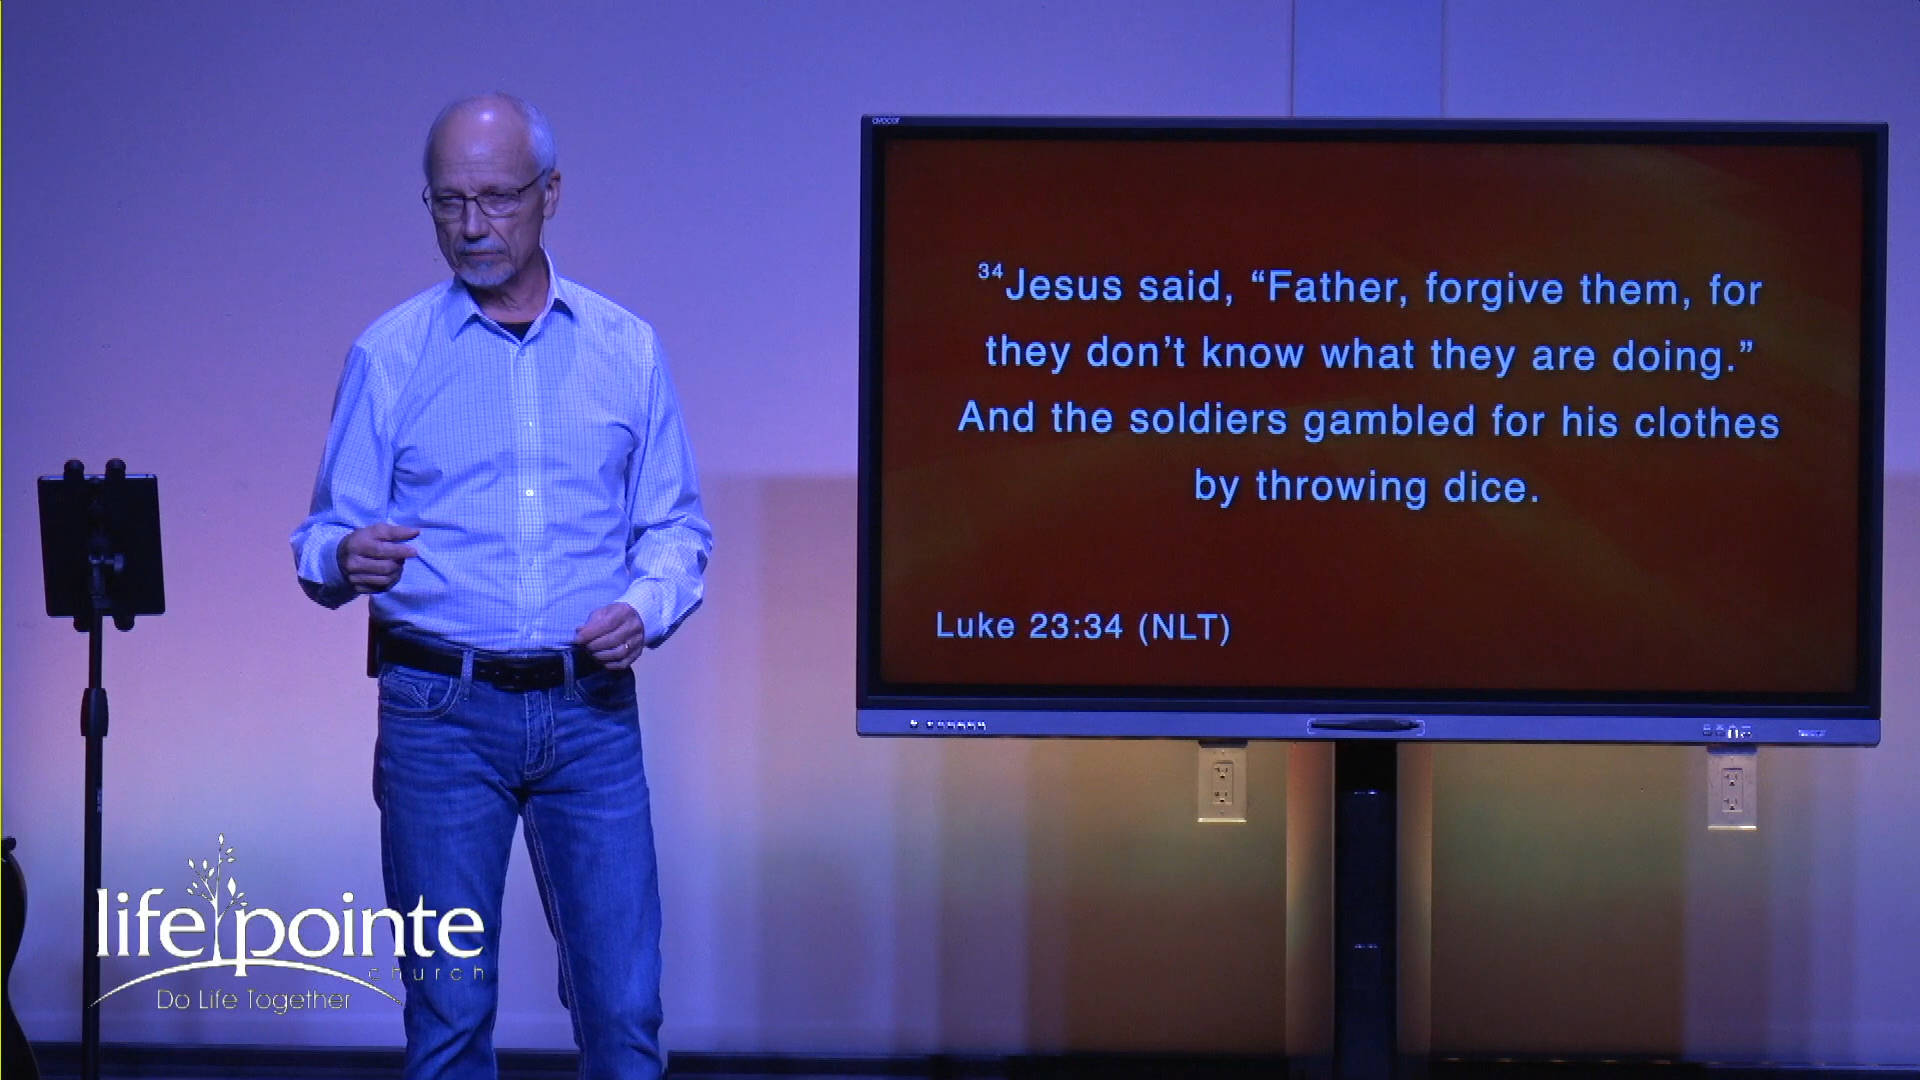 avocor
34 Jesus said, “Father, forgive them, for
they don’t know what they are doing.”
And the soldiers gambled for his clothes
by throwing dice.
Luke 23:34 (NLT)
life pointe
church
Do Life Together